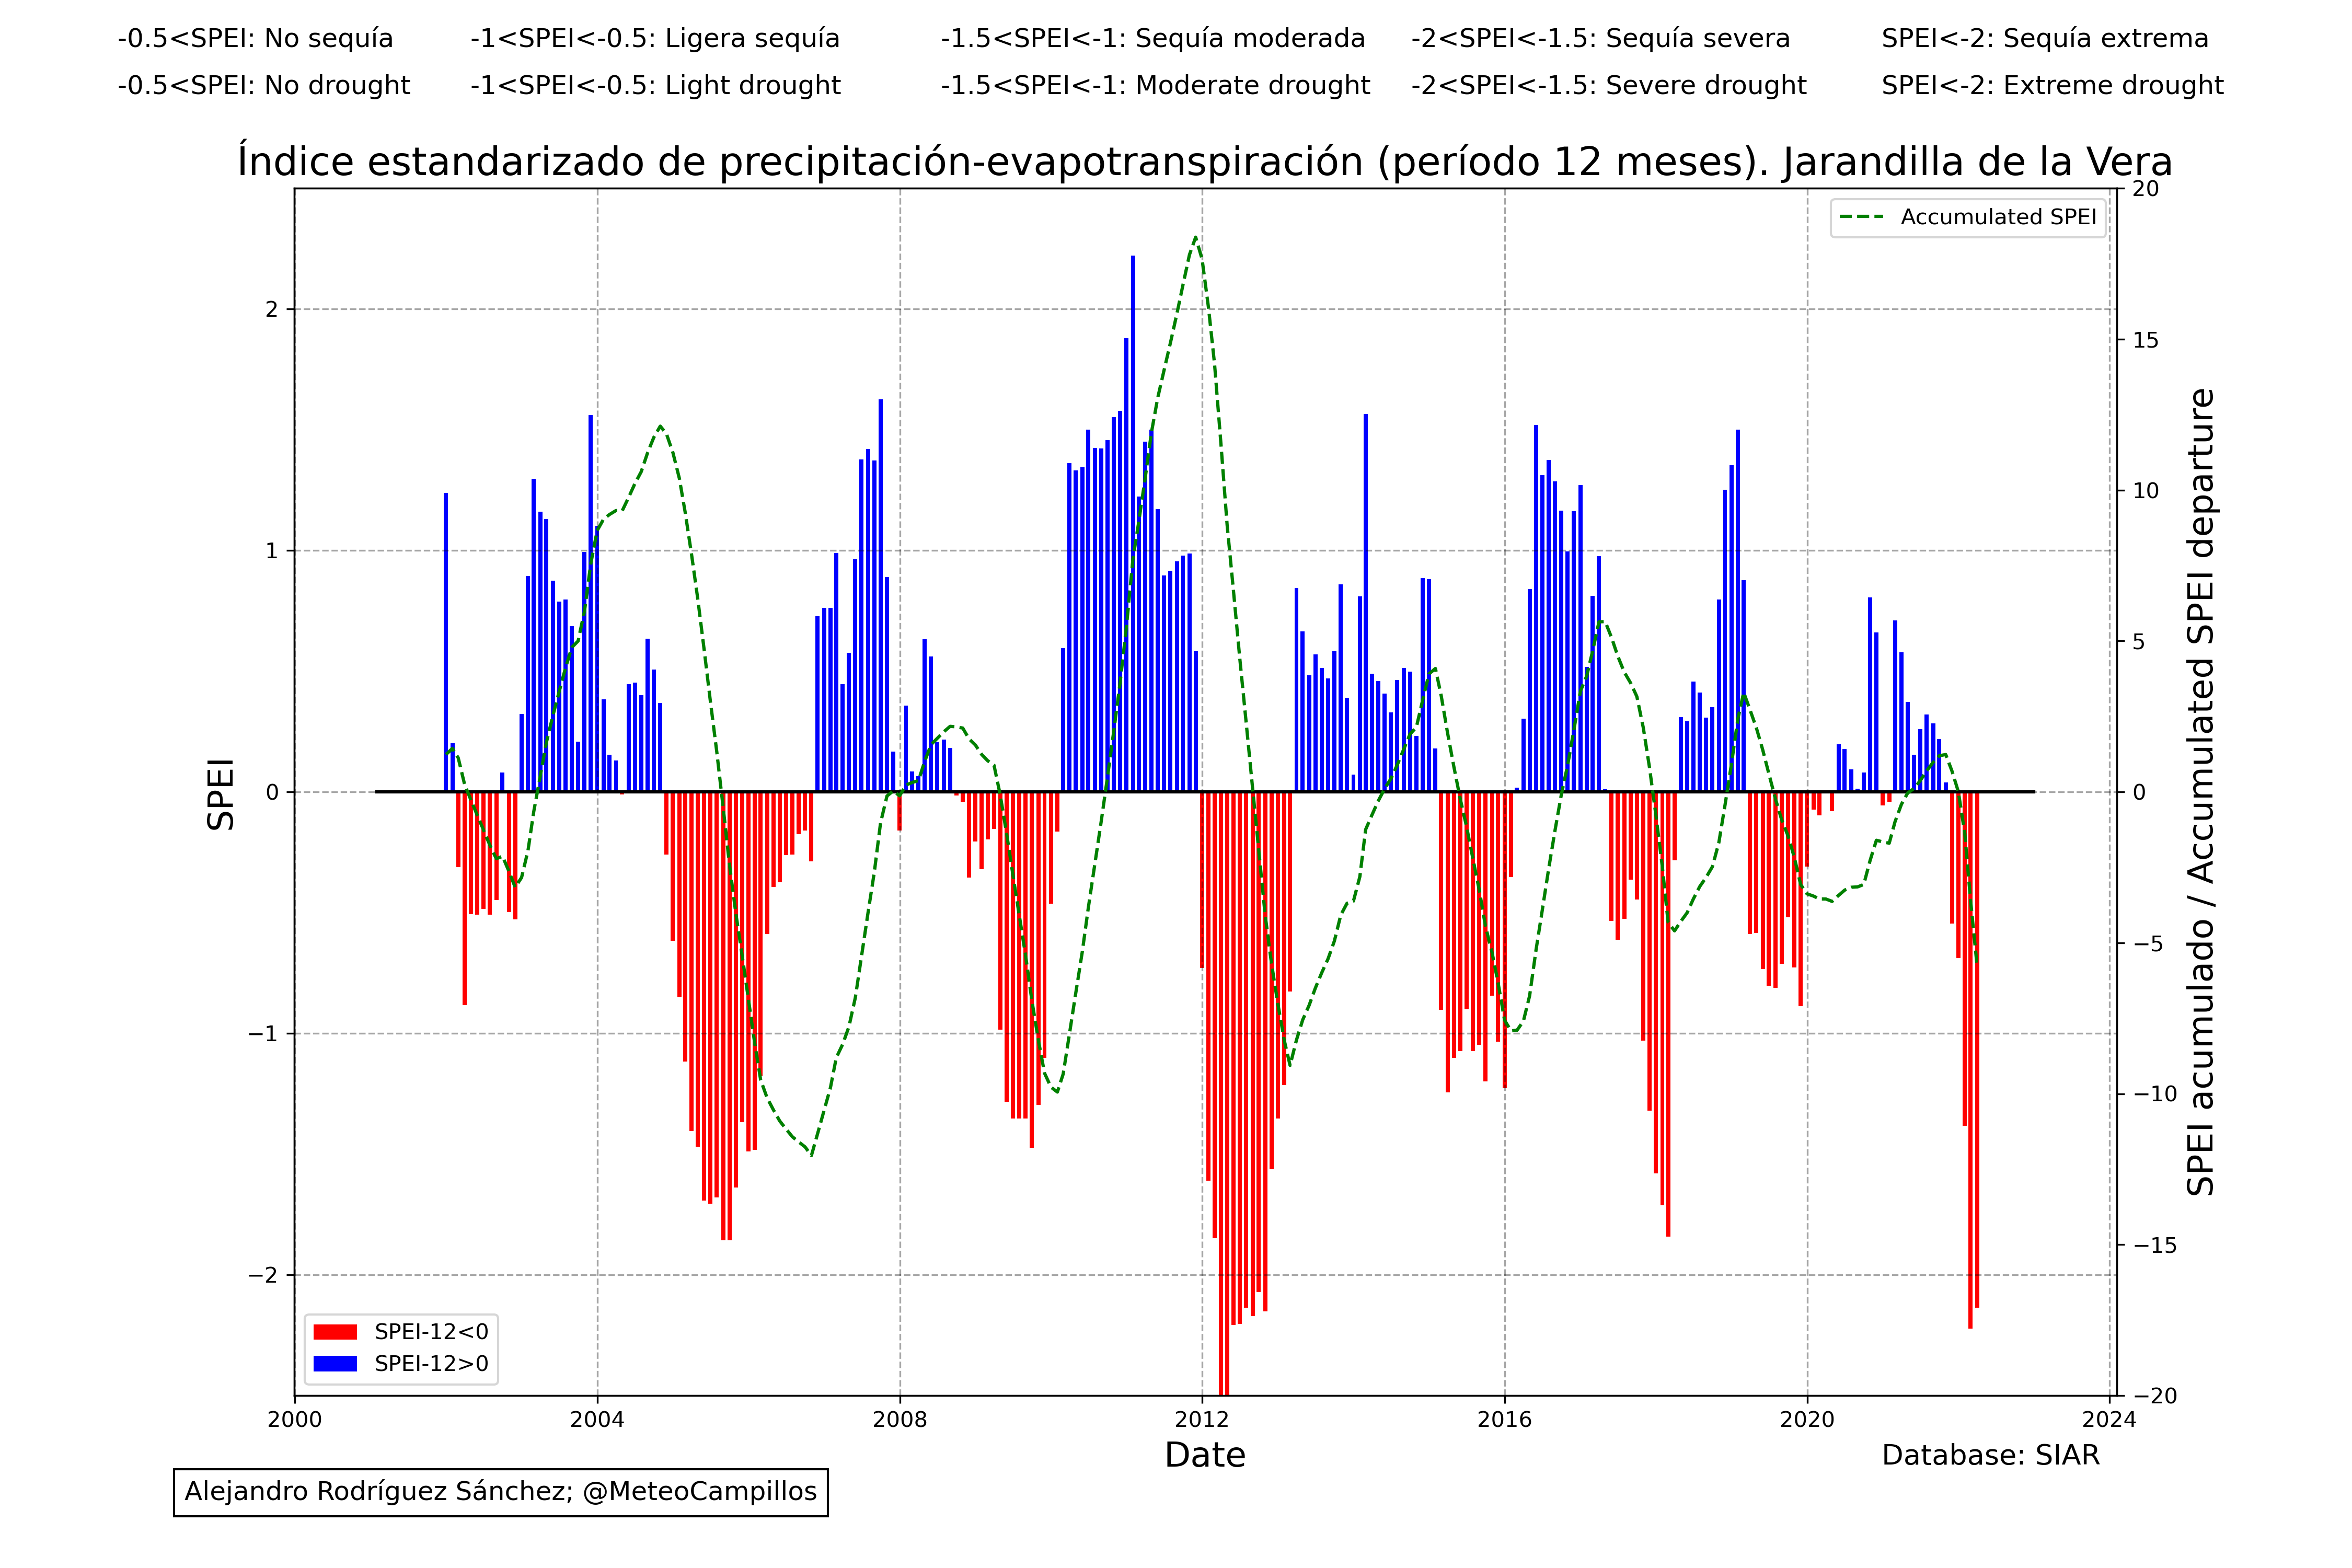 -0.5<SPEI: No sequía -1<SPEI<-0.5: Ligera sequía -1.5<SPEI<-1: Sequía moderada -2<SPEI<-1.5: Sequía severa SPEI<-2: Sequía extrema
-0.5<SPEI: No drought -1<SPEI<-0.5: Light drought -1.5<SPEI<-1: Moderate drought -2<SPEI<-1.5: Severe drought SPEI<-2: Extreme drought
Índice estandarizado de precipitación-evapotranspiración (período 12 meses). Jarandilla de la Vera
Accumulated SPEI
SPEI
2
1
0
−1
−2
20
15
10
5
0
−5
−10
−15
−20
SPEI acumulado / Accumulated SPEI departure
SPEI-12<0
SPEI-12>0
2000 2004 2008 2012 2016 2020 2024
Date
Database: SIAR
Alejandro Rodríguez Sánchez; @MeteoCampillos